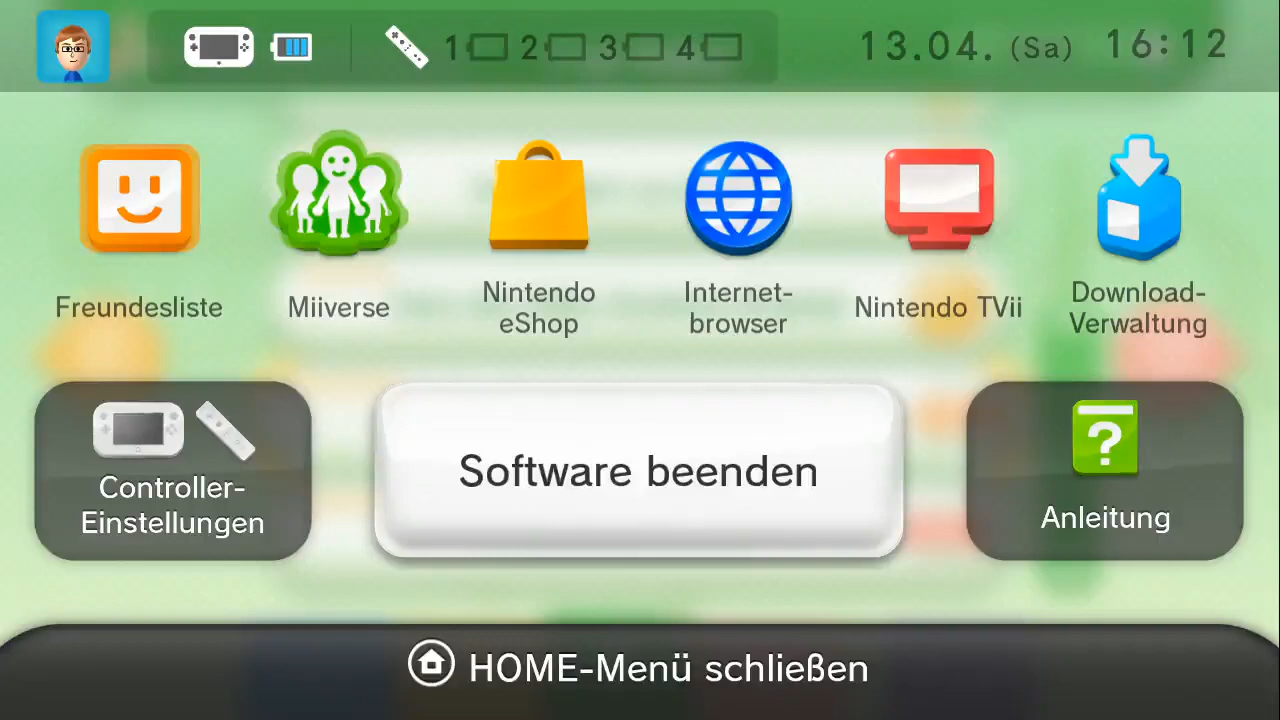 1 2 3 4 13.04. (Sa) 16:12
Freundesliste
Miiverse
Nintendo
eShop
Internet-
browser
Nintendo TVii
Download-
Verwaltung
Controller-
Einstellungen
Software beenden
?
Anleitung
HOME-Menü schließen